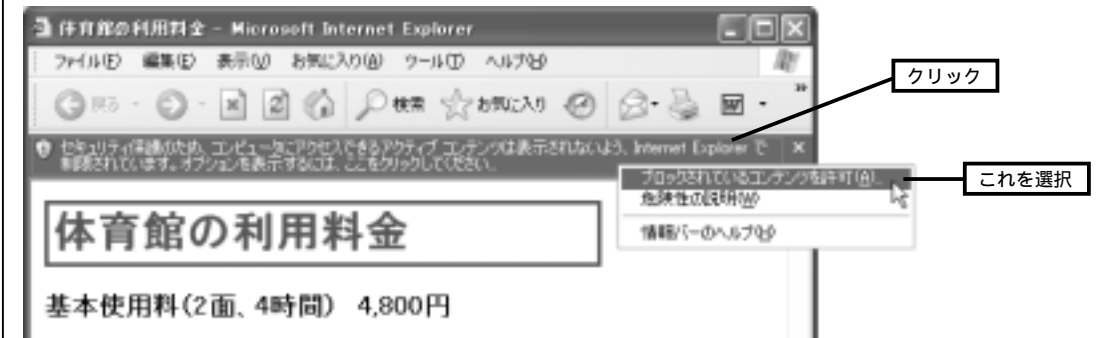 体育館の利用料金 - Microsoft Internet Explorer
ファイル(F) 編集(E) 表示(V) お気に入り(A) ツール(T) ヘルプ(H)
クリック
戻る 検索 お気に入り
セキュリティ保護のため、コンピュータにアクセスできるアクティブ コンテンツは表示されないよう、Internet Explorer で
制限されています。オプションを表示するには、ここをクリックしてください...
ブロックされているコンテンツを許可(A)...
これを選択
危険性の説明(W)
情報バーのヘルプ(H)
体育館の利用料金
基本使用料(2面、4時間) 4,800円